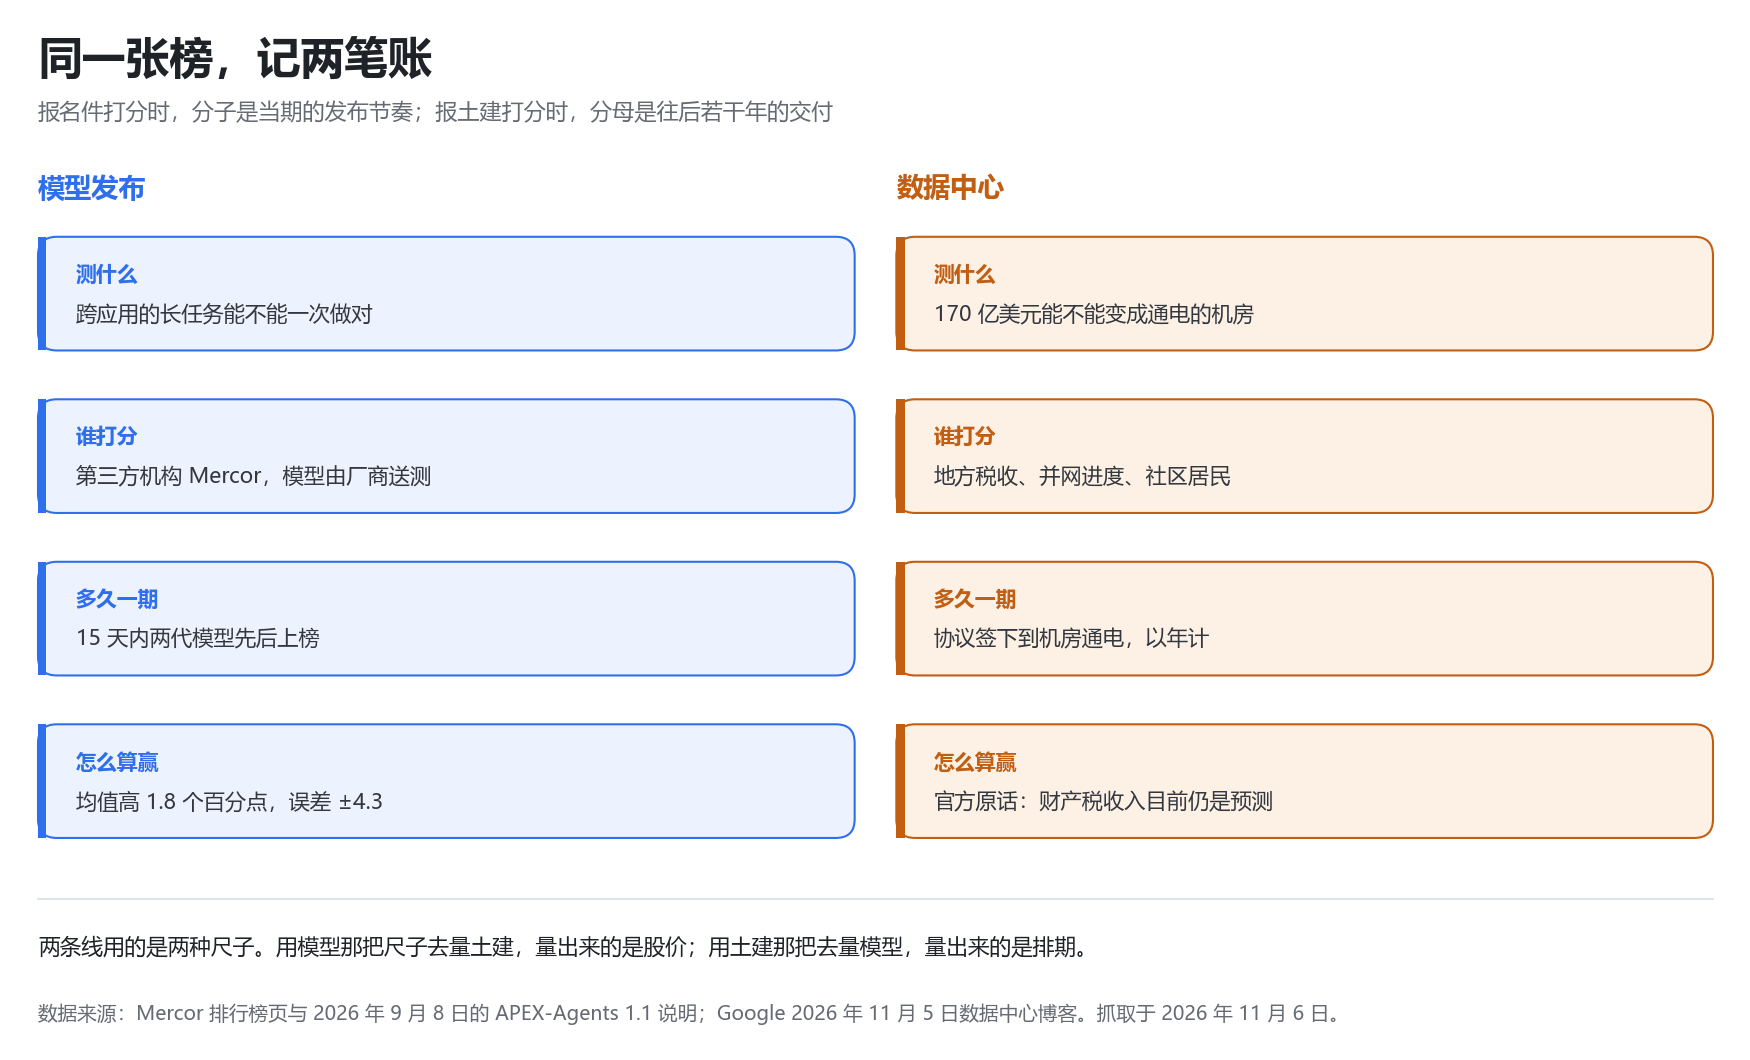 同一张榜，记两笔账
报名件打分时，分子是当期的发布节奏；报土建打分时，分母是往后若干年的交付
模型发布
测什么
跨应用的长任务能不能一次做对
谁打分
第三方机构 Mercor，模型由厂商送测
多久一期
15 天内两代模型先后上榜
怎么算赢
均值高 1.8 个百分点，误差 ±4.3
数据中心
测什么
170 亿美元能不能变成通电的机房
谁打分
地方税收、并网进度、社区居民
多久一期
协议签下到机房通电，以年计
怎么算赢
官方原话：财产税收入目前仍是预测
两条线用的是两种尺子。用模型那把尺子去量土建，量出来的是股价；用土建那把去量模型，量出来的是排期。
数据来源：Mercor 排行榜页与 2026 年 9 月 8 日的 APEX-Agents 1.1 说明；Google 2026 年 11 月 5 日数据中心博客。抓取于 2026 年 11 月 6 日。